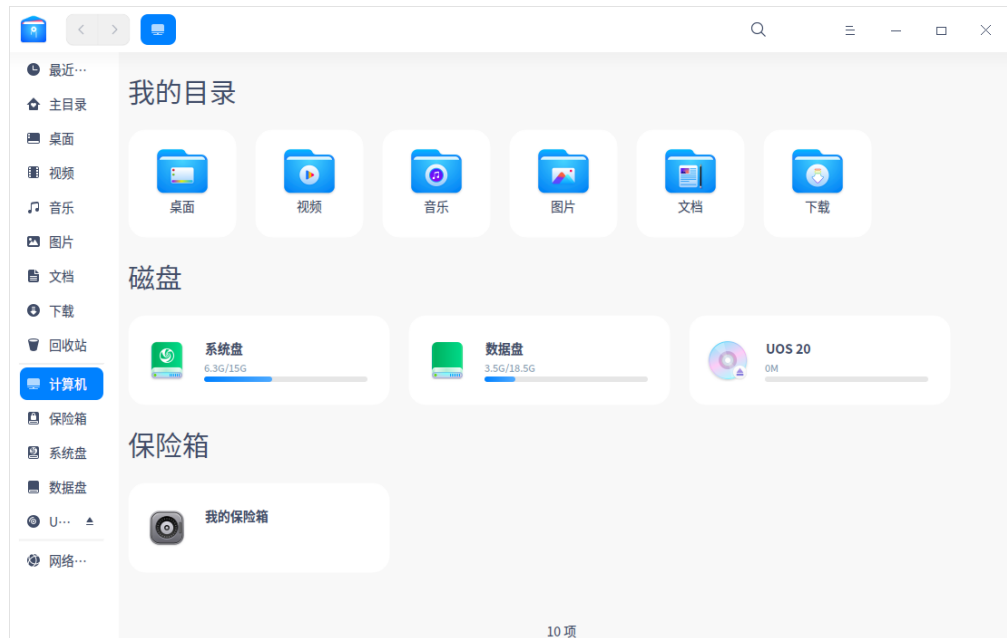 最近…
主目录
桌面
视频
音乐
图片
文档
下载
回收站
计算机
保险箱
系统盘
数据盘
U…
网络…
我的目录
桌面
视频
音乐
图片
文档
下载
磁盘
系统盘
6.3G/15G
数据盘
3.5G/18.5G
UOS 20
0M
保险箱
我的保险箱
10 项